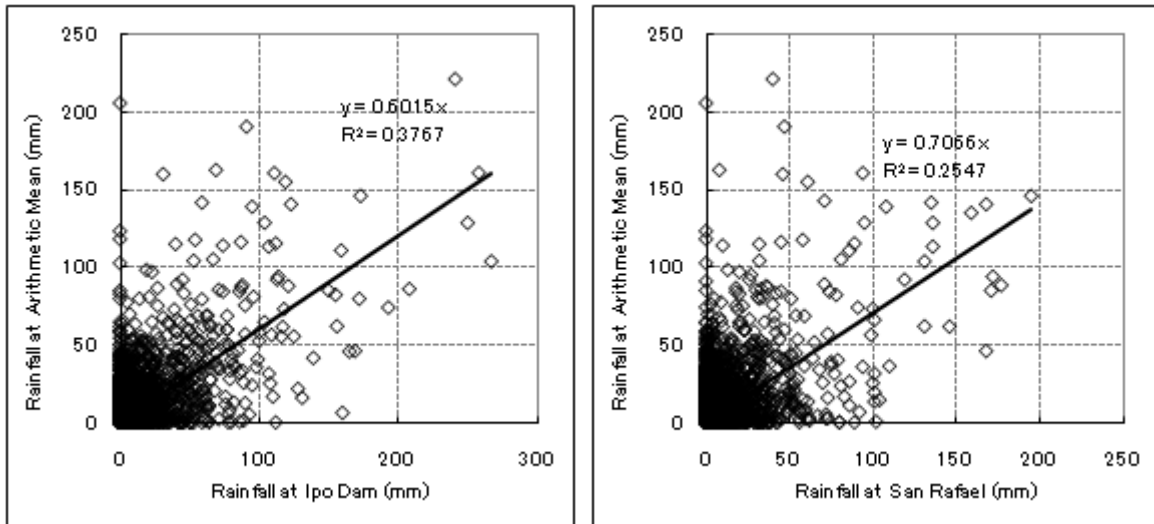 250
200
150
100
50
0
0 100 200 300
Rainfall at Arithmetic Mean (mm)
Rainfall at Ipo Dam (mm)
y = 0.6015x
R² = 0.3767
250
200
150
100
50
0
0 50 100 150 200 250
Rainfall at Arithmetic Mean (mm)
Rainfall at San Rafael (mm)
y = 0.7066x
R² = 0.2547